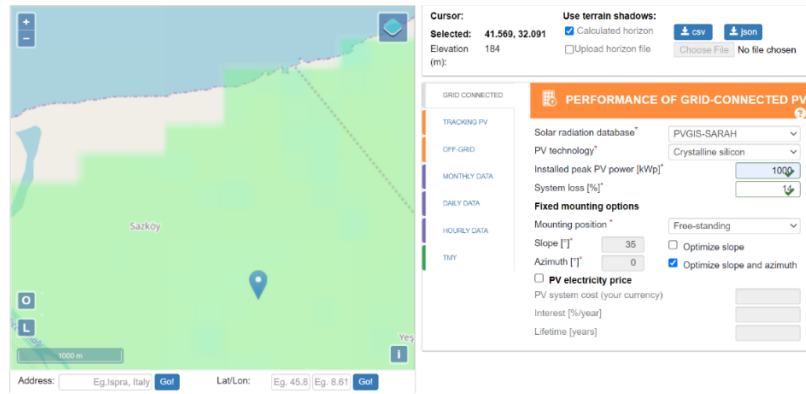 +
−
Sazköy
O
L
1000 m
Yeş
i
Address: Eg.Ispra, Italy Go! Lat/Lon: Eg. 45.8 Eg. 8.61 Go!
Cursor:
Selected: 41.569, 32.091
Elevation (m): 184
Use terrain shadows:
Calculated horizon
csv json
Upload horizon file
Choose File No file chosen
GRID CONNECTED
TRACKING PV
OFF-GRID
MONTHLY DATA
DAILY DATA
HOURLY DATA
TMY
PERFORMANCE OF GRID-CONNECTED PV
?
Solar radiation database* PVGIS-SARAH
PV technology* Crystalline silicon
Installed peak PV power [kWp]* 1000
System loss [%]* 14
Fixed mounting options
Mounting position * Free-standing
Slope [°]* 35 Optimize slope
Azimuth [°]* 0 Optimize slope and azimuth
PV electricity price
PV system cost (your currency)
Interest [%/year]
Lifetime [years]